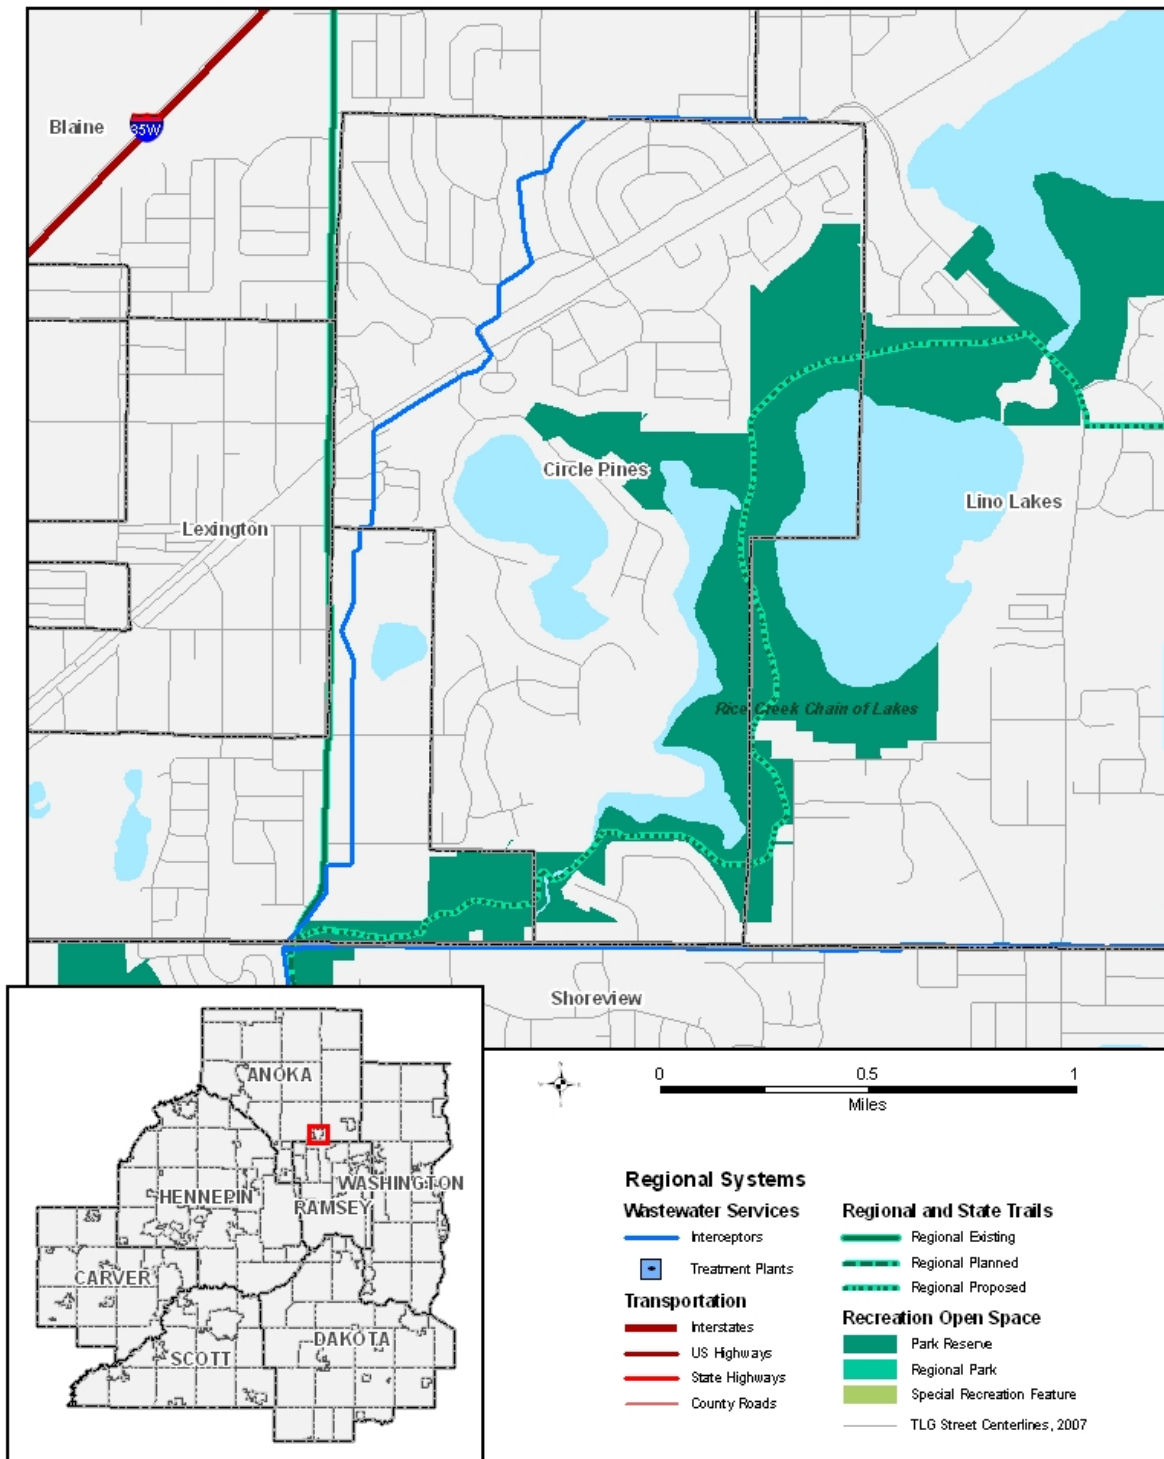 Blaine
35W
Circle Pines
Lino Lakes
Lexington
Rice Creek Chain of Lakes
Shoreview
ANOKA
WASHINGTON
HENNEPIN
RAMSEY
CARVER
DAKOTA
SCOTT
0 0.5 1
Miles
Regional Systems
Wastewater Services
Interceptors
Treatment Plants
Transportation
Interstates
US Highways
State Highways
County Roads
Regional and State Trails
Regional Existing
Regional Planned
Regional Proposed
Recreation Open Space
Park Reserve
Regional Park
Special Recreation Feature
TLG Street Centerlines, 2007